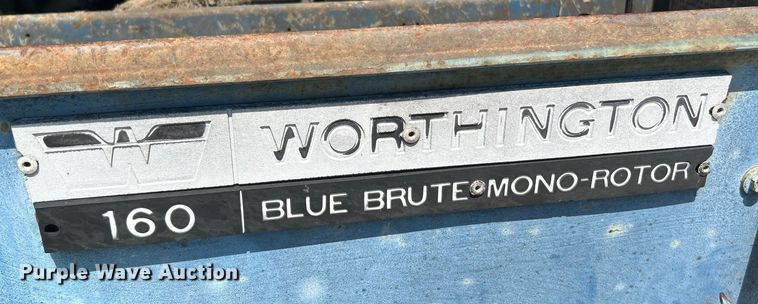 W WORTHINGTON
160 BLUE BRUTE MONO-ROTOR
Purple Wave Auction